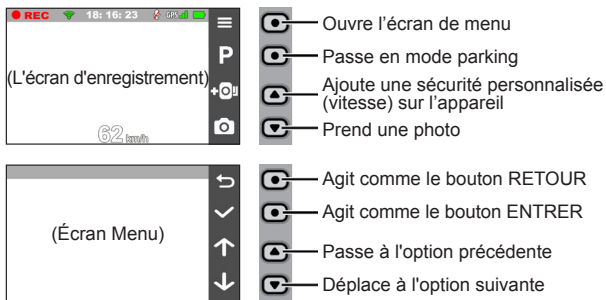 REC 18: 16: 23 GPS
Ouvre l'écran de menu
P
Passe en mode parking
(L'écran d'enregistrement)
Ajoute une sécurité personnalisée
(vitesse) sur l'appareil
62 km/h
Prend une photo
Agit comme le bouton RETOUR
Agit comme le bouton ENTRER
(Écran Menu)
Passe à l'option précédente
Déplace à l'option suivante